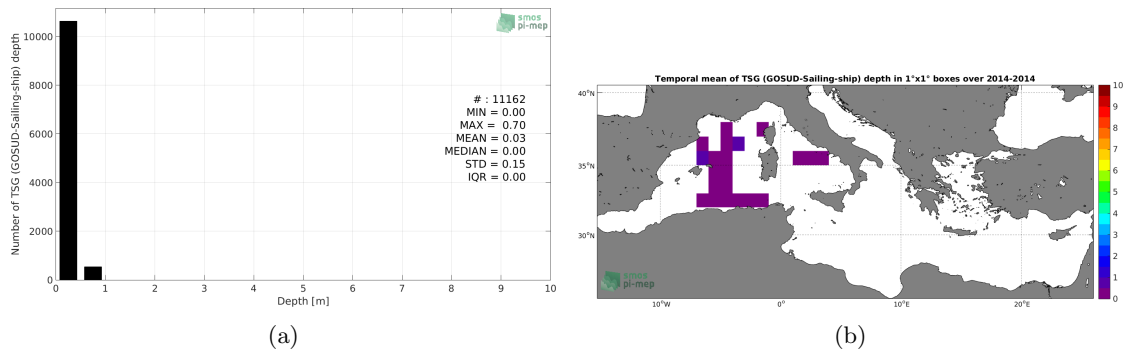 smos
pi-mep
10000
8000
6000
4000
2000
0
Number of TSG (GOSUD-Sailing-ship) depth
# : 11162
MIN = 0.00
MAX = 0.70
MEAN = 0.03
MEDIAN = 0.00
STD = 0.15
IQR = 0.00
0 1 2 3 4 5 6 7 8 9 10
Depth [m]
(a)
Temporal mean of TSG (GOSUD-Sailing-ship) depth in 1°x1° boxes over 2014-2014
40°N
35°N
30°N
10°W 0° 10°E 20°E
smos
pi-mep
10
9
8
7
6
5
4
3
2
1
0
(b)